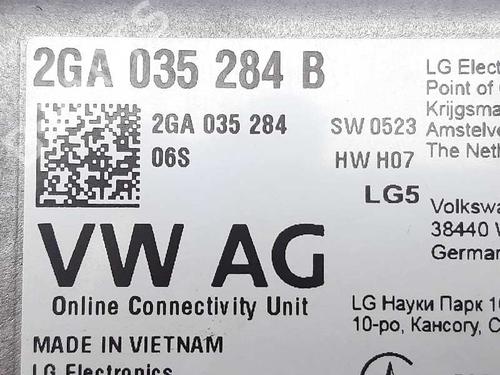 2GA 035 284 B
2GA 035 284
06S
SW 0523
HW H07
LG5
VW AG
Online Connectivity Unit
MADE IN VIETNAM
LG Electronics
LG Elect
Point of
Krijgsma
Amstelve
The Neth
Volkswa
38440 W
German
LG Науки Парк 10
10-ро, Кансогу, С